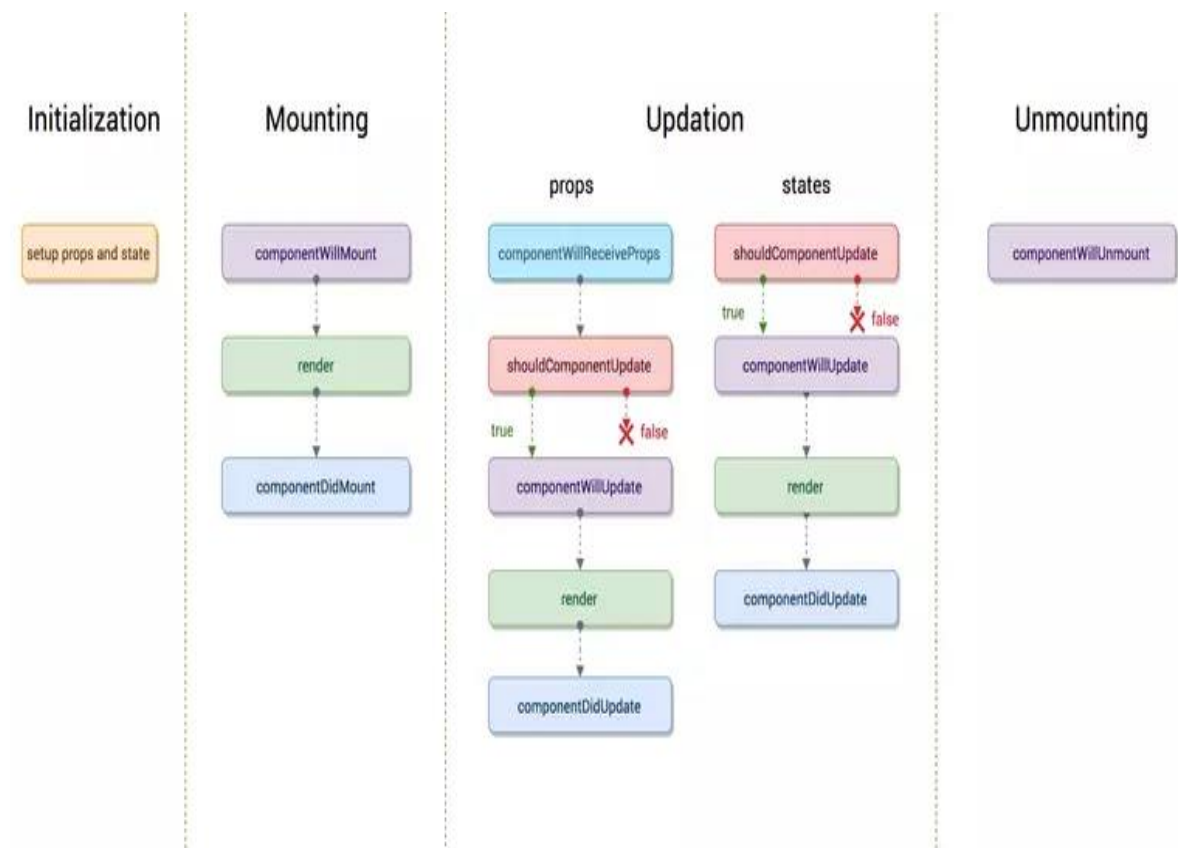 Initialization
Mounting
Updation
Unmounting
props
states
setup props and state
componentWillMount
render
componentDidMount
componentWillReceiveProps
shouldComponentUpdate
true
false
componentWillUpdate
render
componentDidUpdate
shouldComponentUpdate
true
false
componentWillUpdate
render
componentDidUpdate
componentWillUnmount